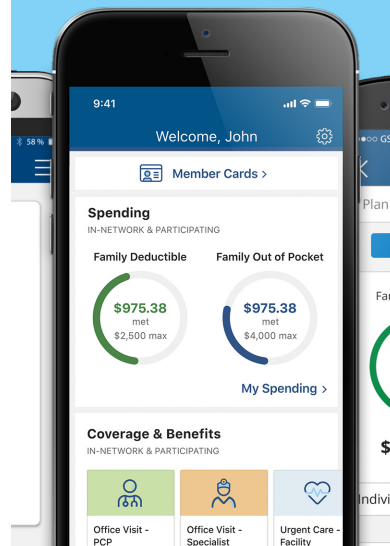 58 %
9:41
Welcome, John
Member Cards >
Spending
IN-NETWORK & PARTICIPATING
Family Deductible
Family Out of Pocket
$975.38
met
$2,500 max
$975.38
met
$4,000 max
My Spending >
Coverage & Benefits
IN-NETWORK & PARTICIPATING
Office Visit -
PCP
Office Visit -
Specialist
Urgent Care -
Facility
Plan
$